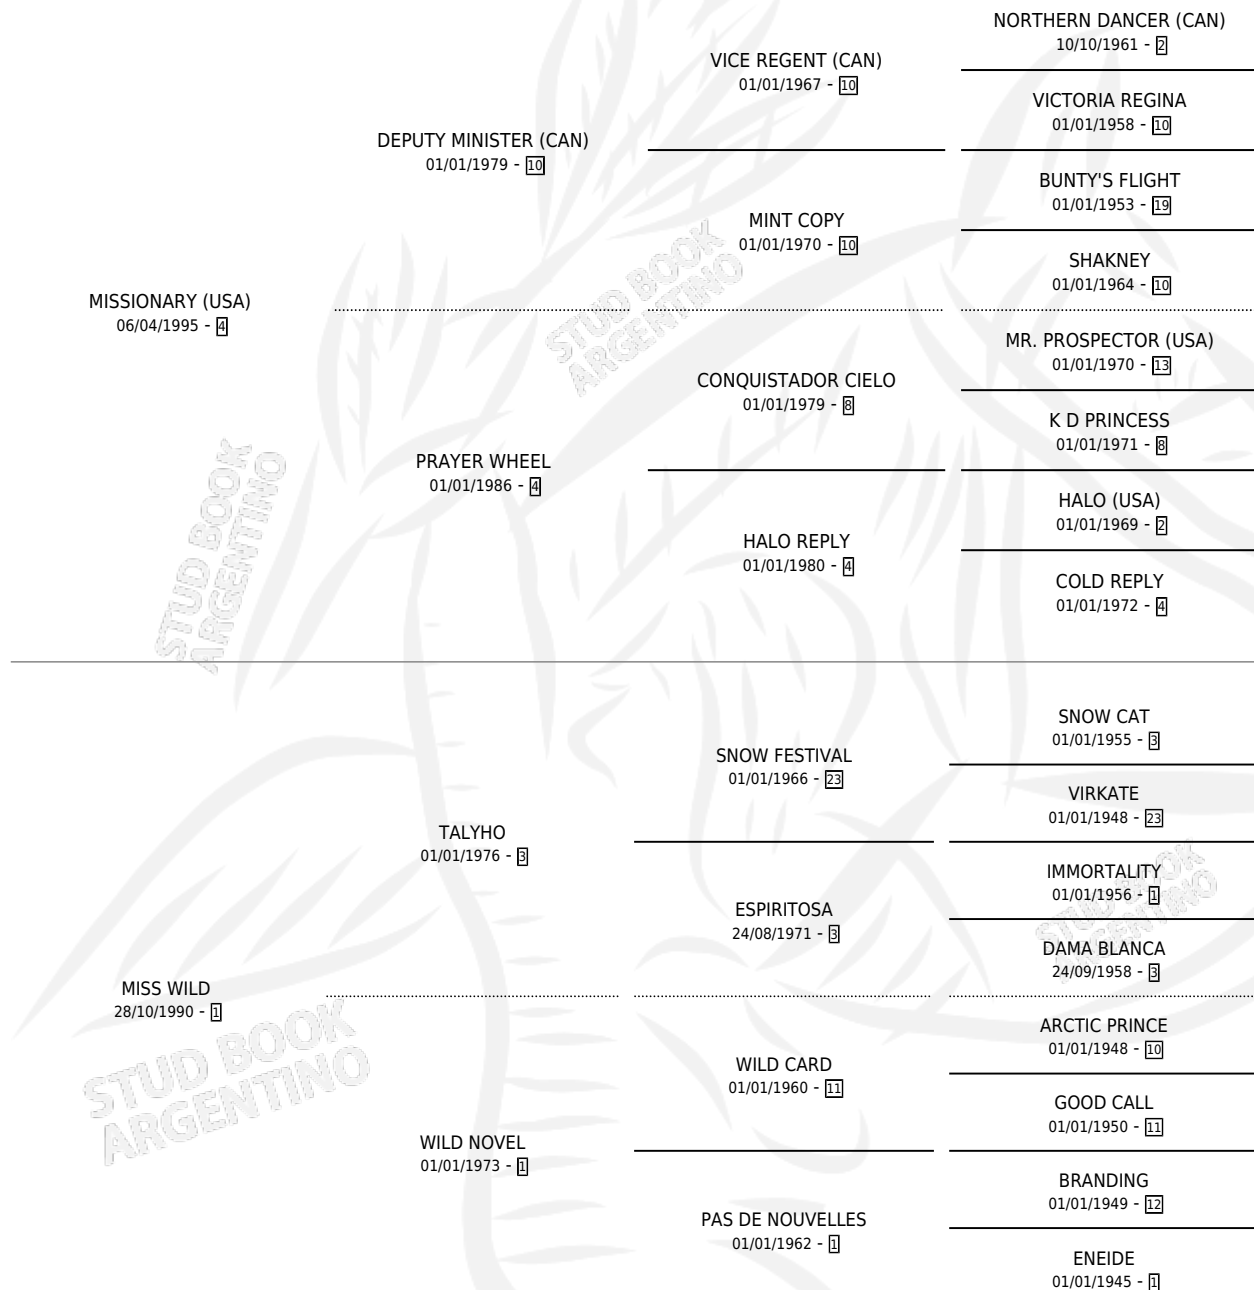 NORTHERN DANCER (CAN)
10/10/1961 - 2
VICE REGENT (CAN)
01/01/1967 - 10
VICTORIA REGINA
01/01/1958 - 10
DEPUTY MINISTER (CAN)
01/01/1979 - 10
BUNTY'S FLIGHT
01/01/1953 - 19
MINT COPY
01/01/1970 - 10
SHAKNEY
01/01/1964 - 10
MISSIONARY (USA)
06/04/1995 - 4
MR. PROSPECTOR (USA)
01/01/1970 - 13
CONQUISTADOR CIELO
01/01/1979 - 8
K D PRINCESS
01/01/1971 - 8
PRAYER WHEEL
01/01/1986 - 4
HALO (USA)
01/01/1969 - 2
HALO REPLY
01/01/1980 - 4
COLD REPLY
01/01/1972 - 4
SNOW CAT
01/01/1955 - 3
SNOW FESTIVAL
01/01/1966 - 23
VIRKATE
01/01/1948 - 23
TALYHO
01/01/1976 - 3
IMMORTALITY
01/01/1956 - 1
ESPIRITOSA
24/08/1971 - 3
DAMA BLANCA
24/09/1958 - 3
MISS WILD
28/10/1990 - 1
ARCTIC PRINCE
01/01/1948 - 10
WILD CARD
01/01/1960 - 11
GOOD CALL
01/01/1950 - 11
WILD NOVEL
01/01/1973 - 1
BRANDING
01/01/1949 - 12
PAS DE NOUVELLES
01/01/1962 - 1
ENEIDE
01/01/1945 - 1
STUD BOOK
ARGENTINO
STUD BOOK
ARGENTINO
STUD BOOK
ARGENTINO
STUD BOOK
ARGENTINO